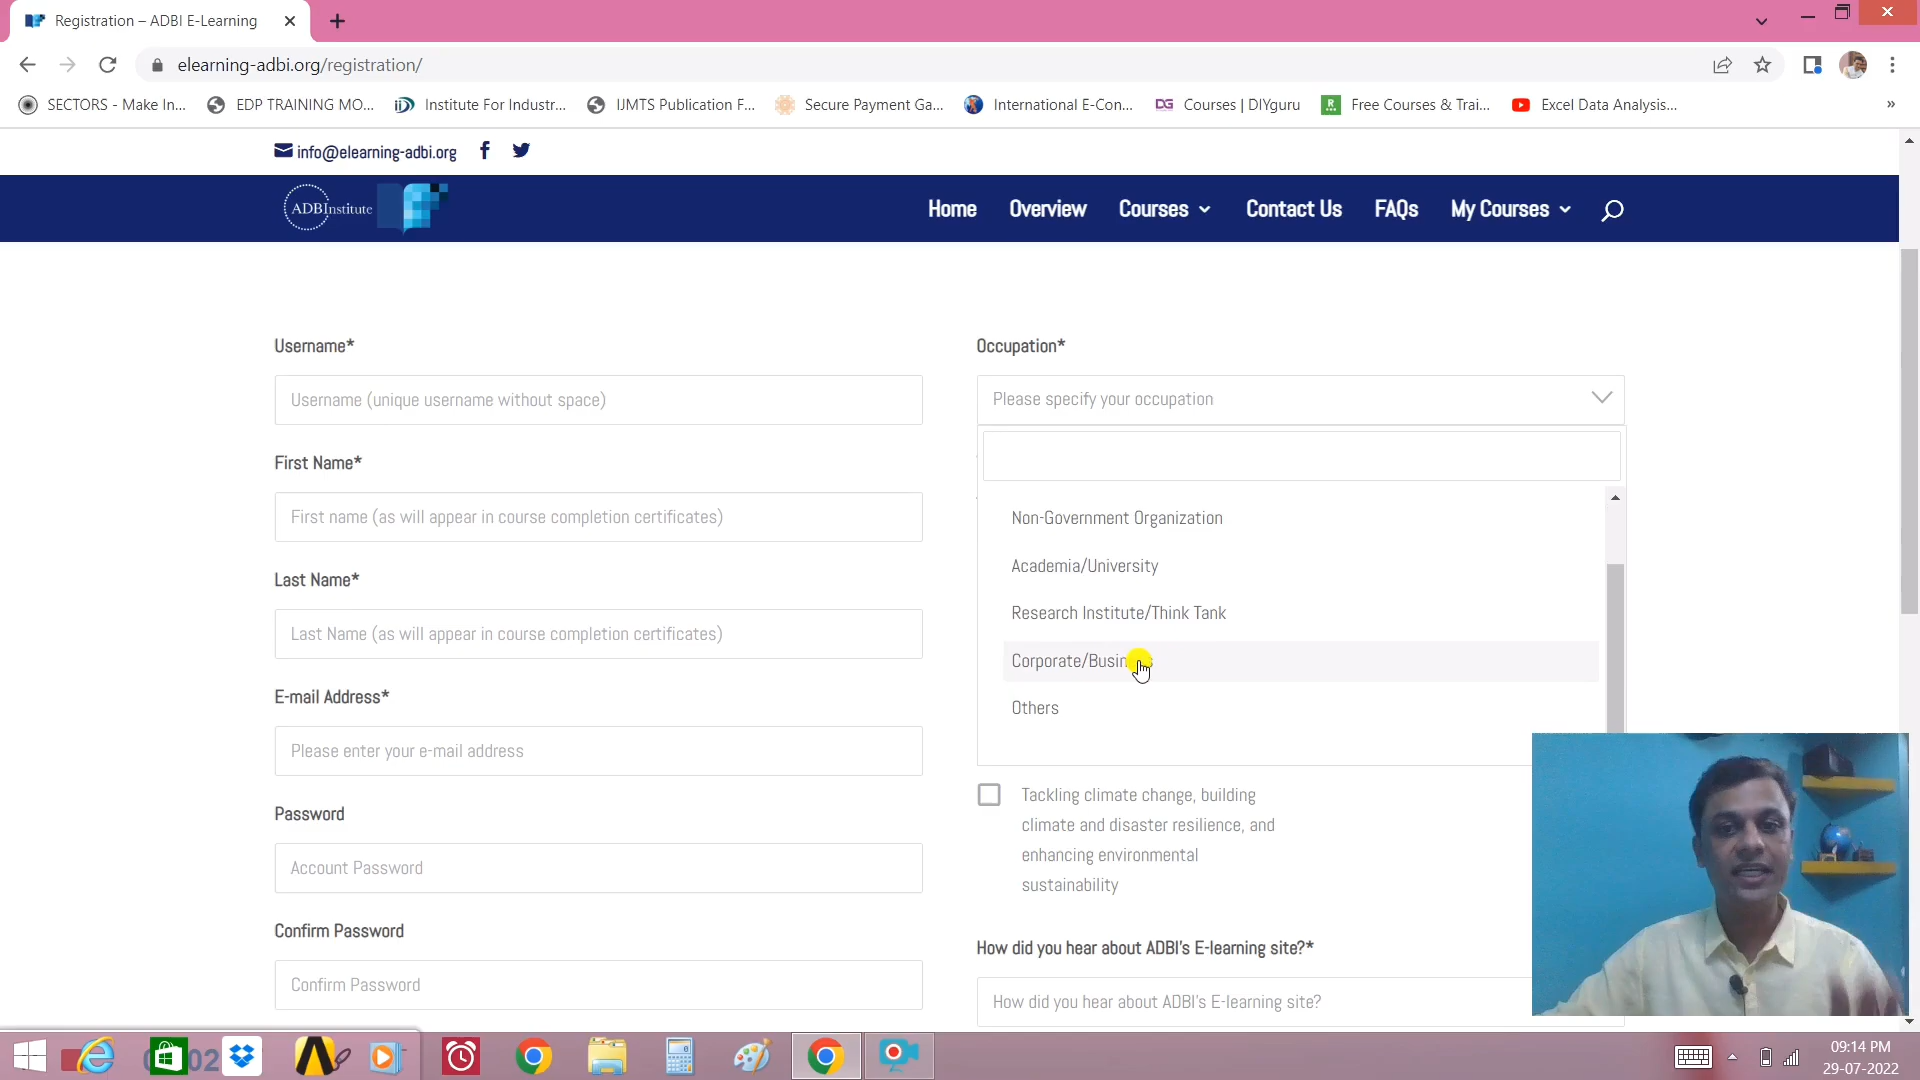 Registration – ADBI E-Learning
elearning-adbi.org/registration/
SECTORS - Make In...
EDP TRAINING MO...
Institute For Industr...
IJMTS Publication F...
Secure Payment Ga...
International E-Con...
DG Courses | DIYguru
Free Courses & Trai...
Excel Data Analysis...
»
info@elearning-adbi.org
ADBInstitute
Home
Overview
Courses
Contact Us
FAQs
My Courses
Username*
Username (unique username without space)
First Name*
First name (as will appear in course completion certificates)
Last Name*
Last Name (as will appear in course completion certificates)
E-mail Address*
Please enter your e-mail address
Password
Account Password
Confirm Password
Confirm Password
Occupation*
Please specify your occupation
Non-Government Organization
Academia/University
Research Institute/Think Tank
Corporate/Business
Others
Tackling climate change, building
climate and disaster resilience, and
enhancing environmental
sustainability
How did you hear about ADBI's E-learning site?*
How did you hear about ADBI's E-learning site?
09:14 PM
29-07-2022